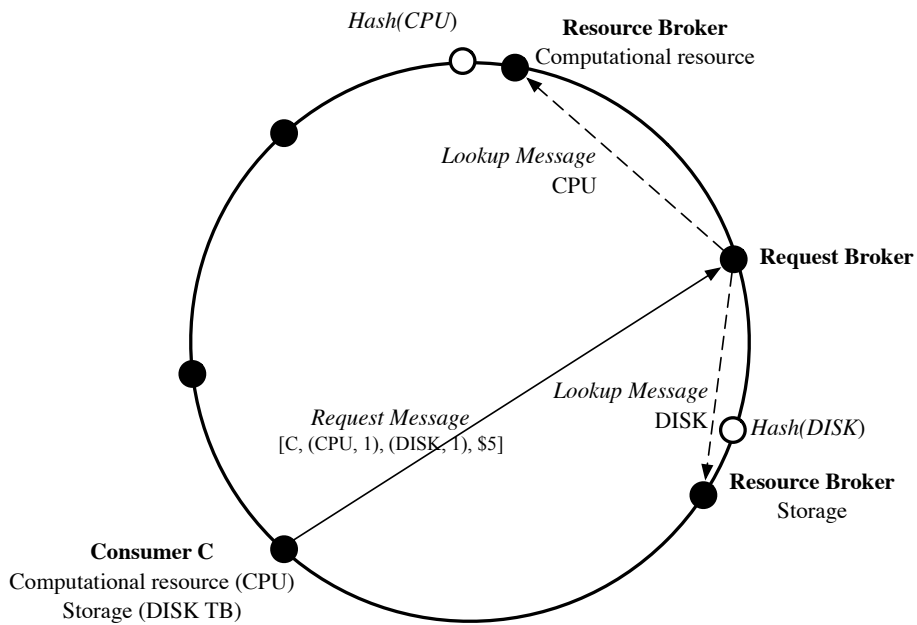 Hash(CPU)
Resource Broker
Computational resource
Lookup Message
CPU
Request Broker
Lookup Message
DISK
Hash(DISK)
Request Message
[C, (CPU, 1), (DISK, 1), $5]
Resource Broker
Storage
Consumer C
Computational resource (CPU)
Storage (DISK TB)